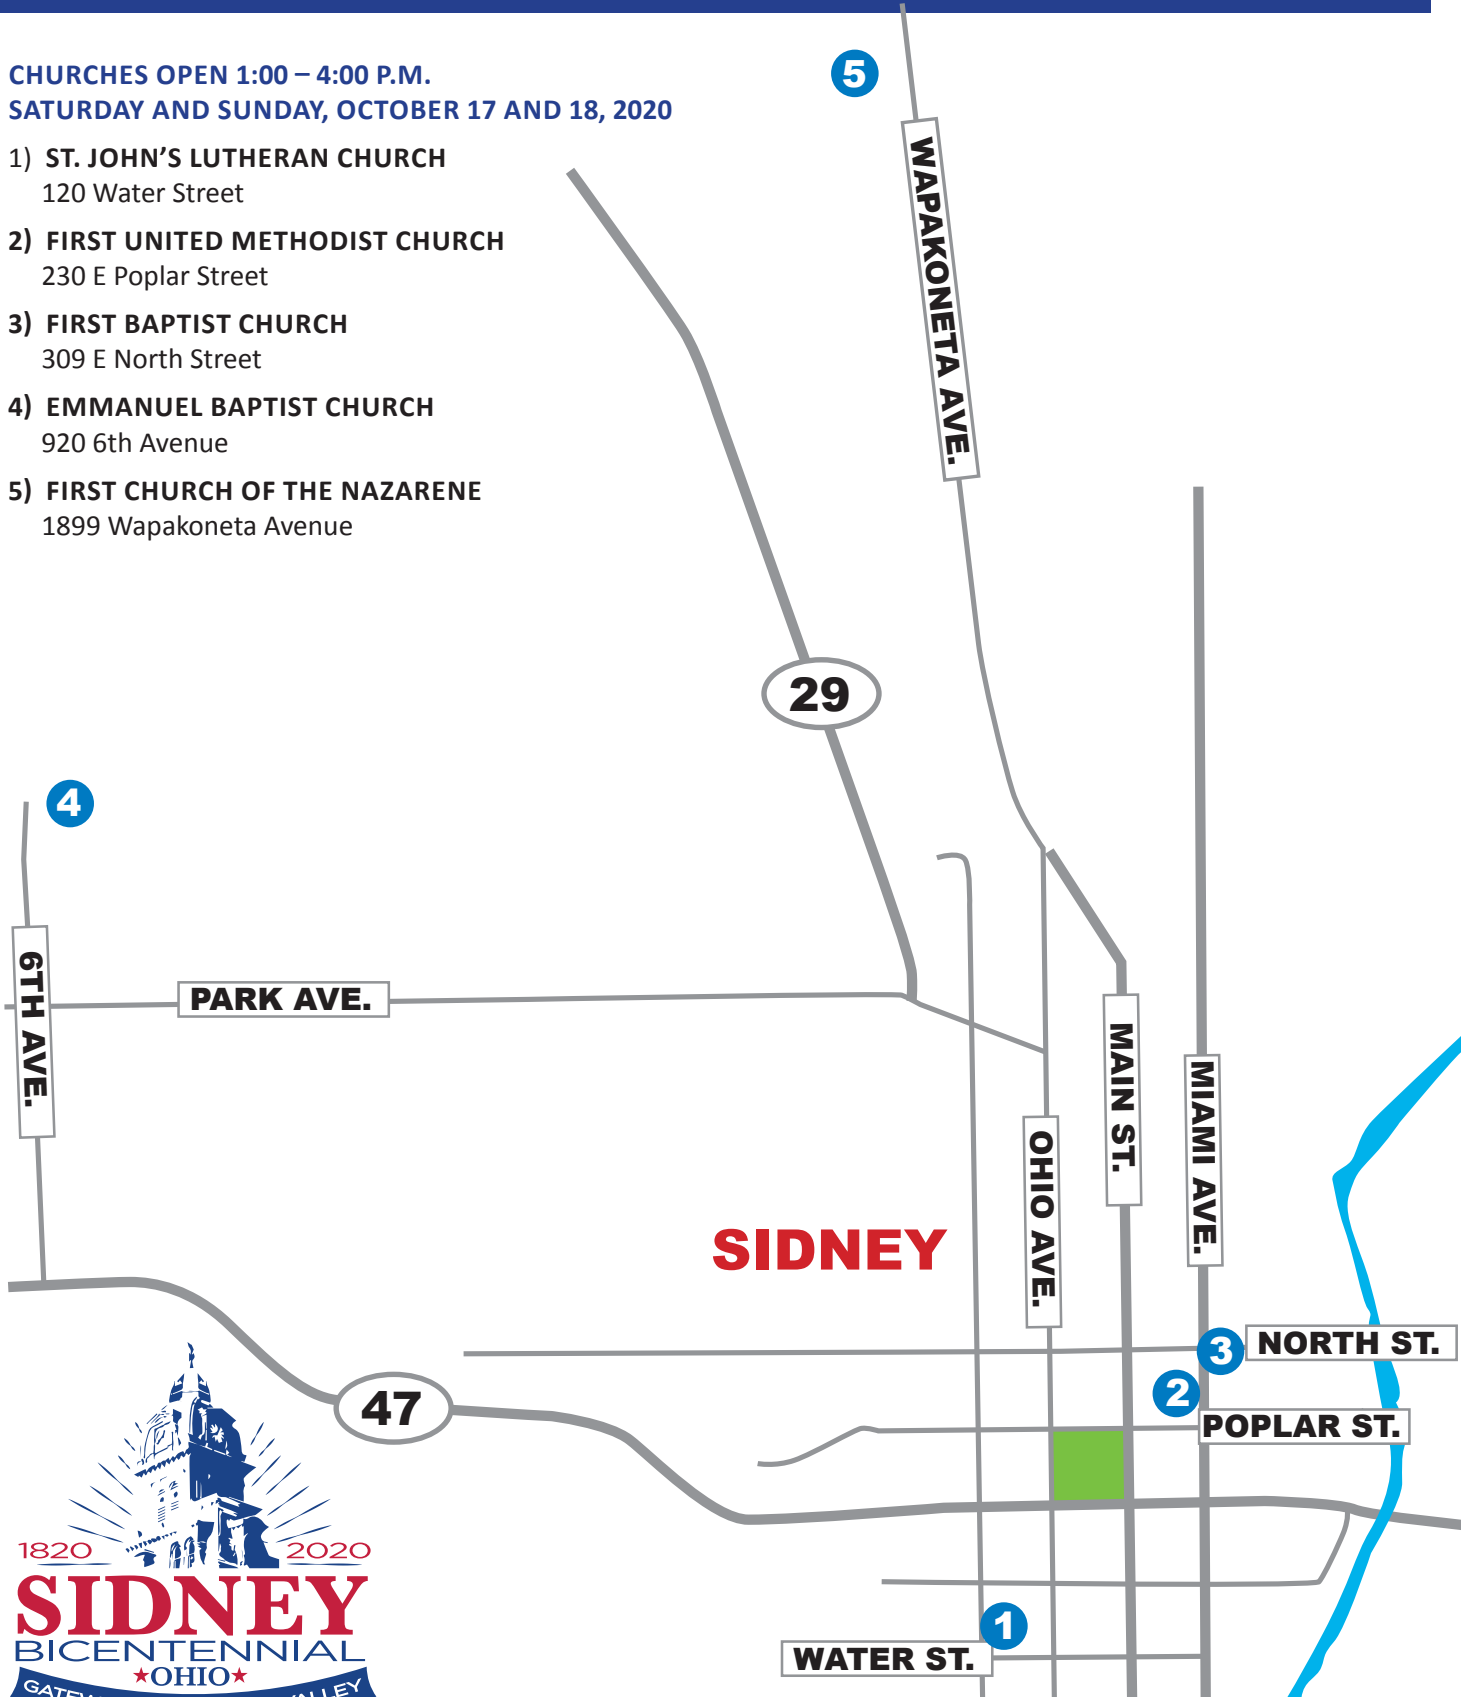 CHURCHES OPEN 1:00 – 4:00 P.M.
SATURDAY AND SUNDAY, OCTOBER 17 AND 18, 2020
1) ST. JOHN'S LUTHERAN CHURCH
120 Water Street
2) FIRST UNITED METHODIST CHURCH
230 E Poplar Street
3) FIRST BAPTIST CHURCH
309 E North Street
4) EMMANUEL BAPTIST CHURCH
920 6th Avenue
5) FIRST CHURCH OF THE NAZARENE
1899 Wapakoneta Avenue
5
WAPAKONETA AVE.
29
4
6TH AVE.
PARK AVE.
MAIN ST.
MIAMI AVE.
OHIO AVE.
SIDNEY
3
NORTH ST.
47
2
POPLAR ST.
1
WATER ST.
1820 2020
SIDNEY
BICENTENNIAL
★OHIO★